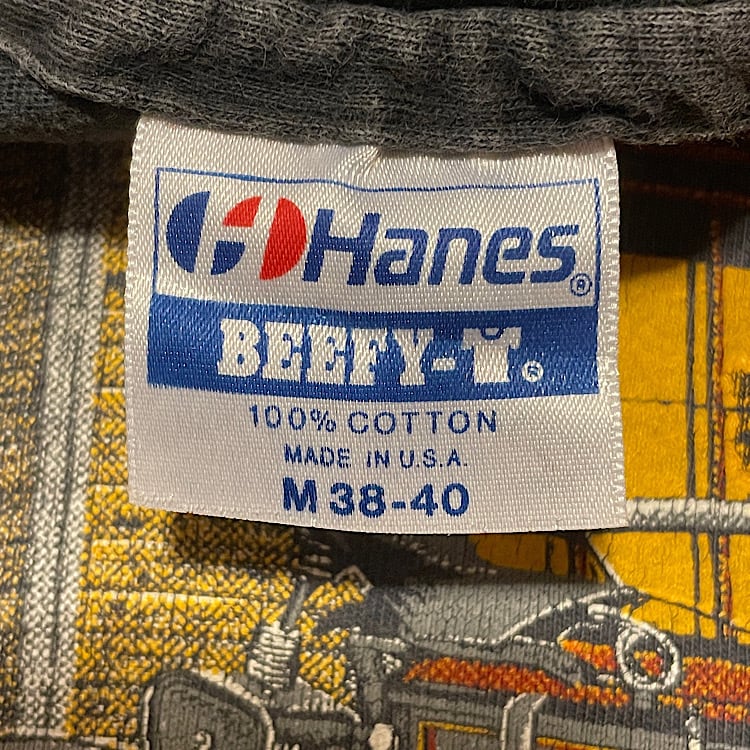 Hanes®
BEEFY-T®
100% COTTON
MADE IN U.S.A.
M 38-40